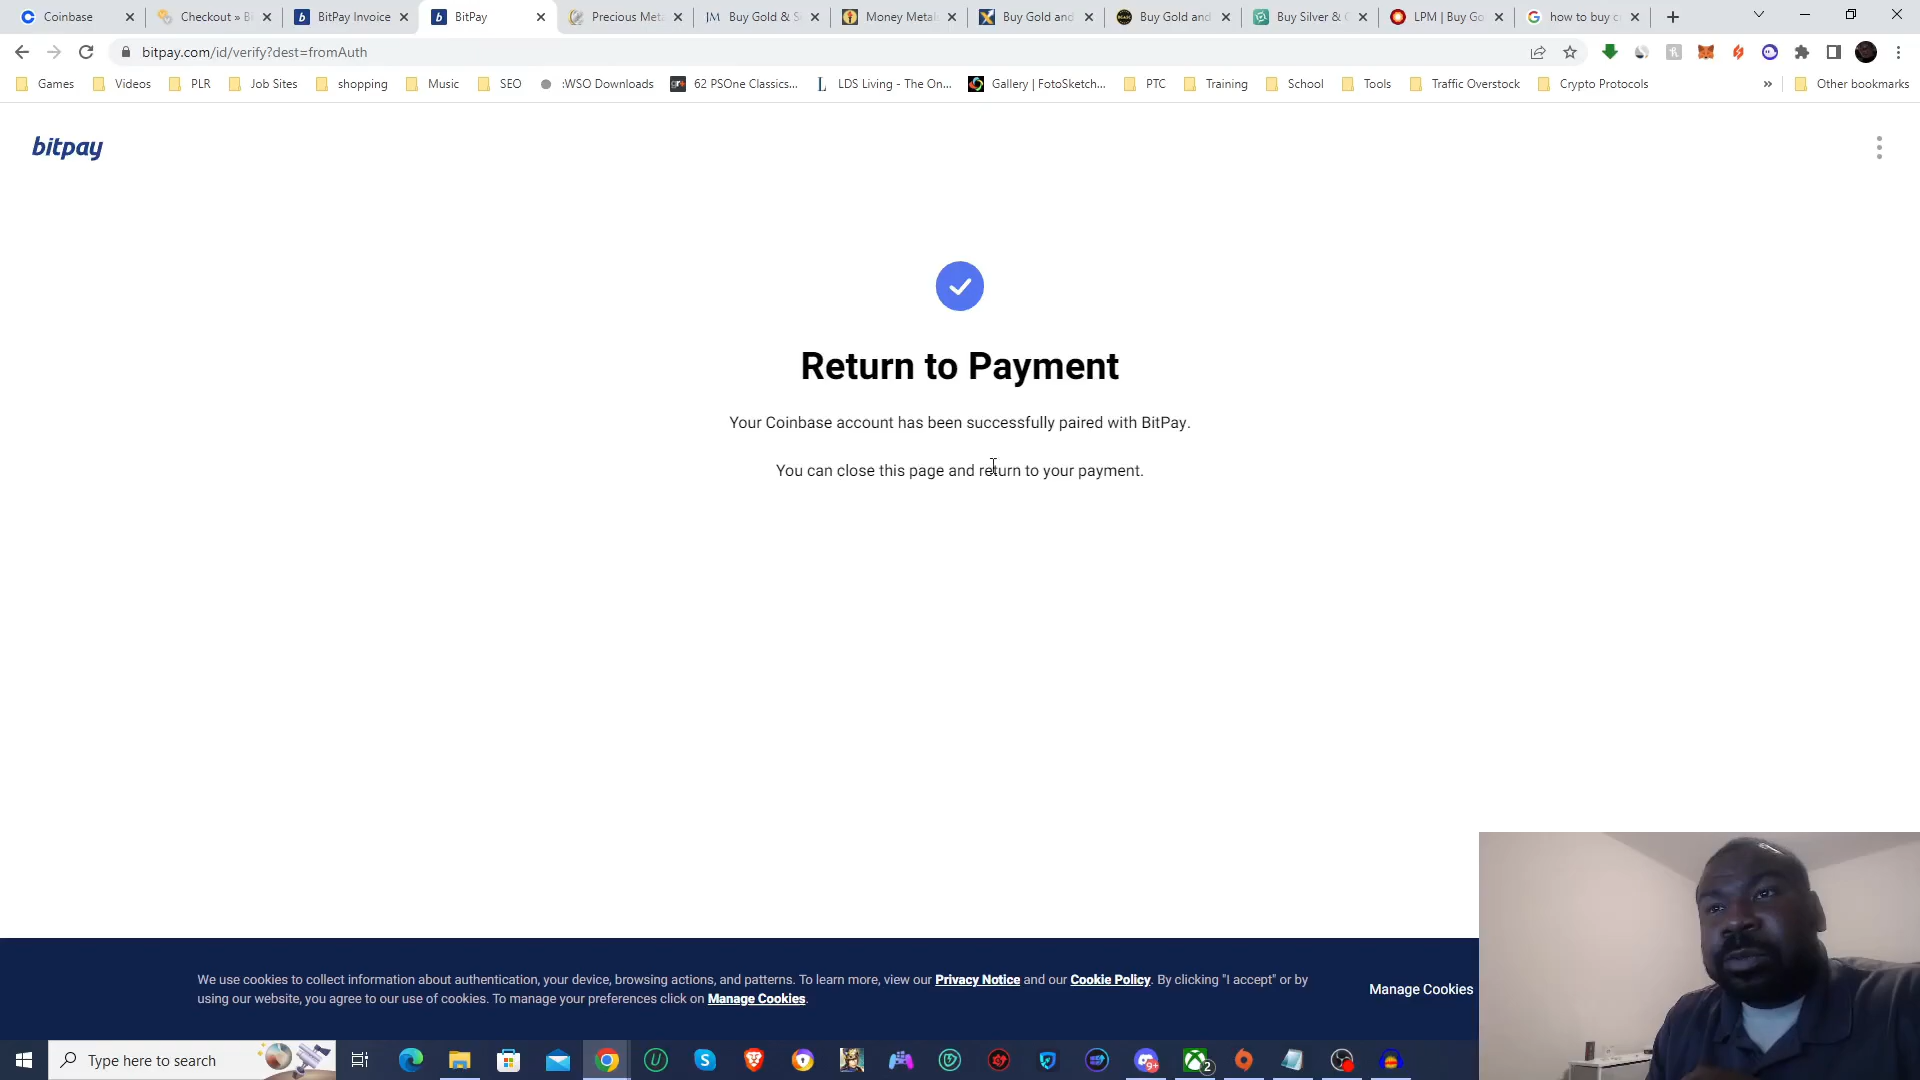 Coinbase
Checkout » B
BitPay Invoice
BitPay
Precious Meta
Buy Gold & S
Money Metal
Buy Gold and
Buy Gold and
Buy Silver & G
LPM | Buy Go
how to buy c
bitpay.com/id/verify?dest=fromAuth
Games
Videos
PLR
Job Sites
shopping
Music
SEO
:WSO Downloads
62 PSOne Classics...
LDS Living - The On...
Gallery | FotoSketch...
PTC
Training
School
Tools
Traffic Overstock
Crypto Protocols
»
Other bookmarks
bitpay
Return to Payment
Your Coinbase account has been successfully paired with BitPay.
You can close this page and return to your payment.
We use cookies to collect information about authentication, your device, browsing actions, and patterns. To learn more, view our Privacy Notice and our Cookie Policy. By clicking "I accept" or by
using our website, you agree to our use of cookies. To manage your preferences click on Manage Cookies.
Manage Cookies
Type here to search
9+
2